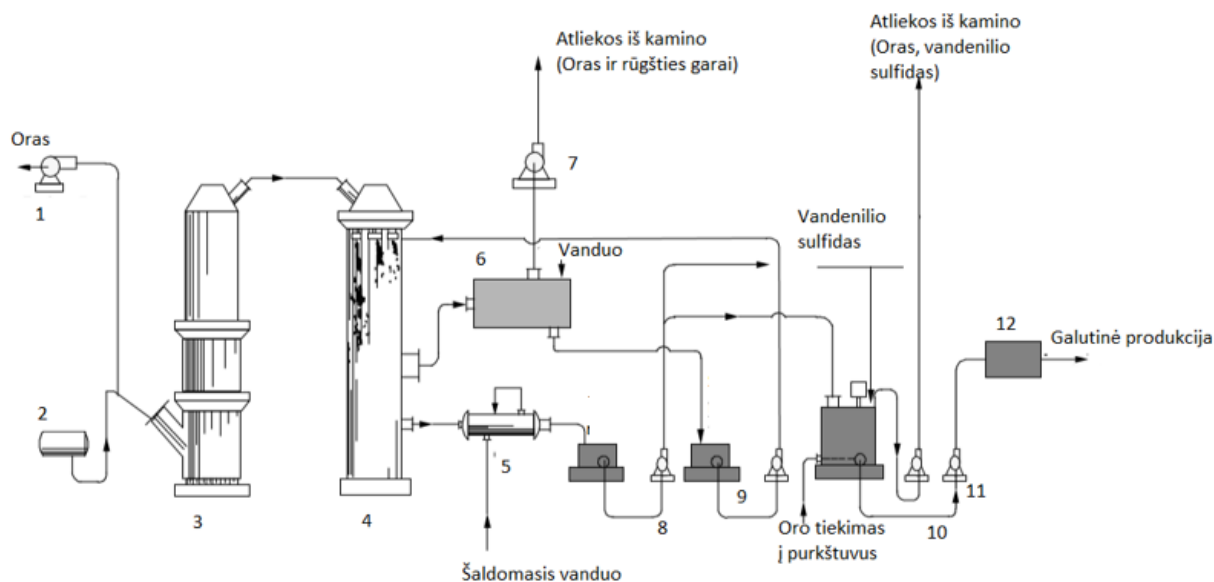 Atliekos iš kamino
(Oras ir rūgšties garai)
Atliekos iš kamino
(Oras, vandenilio
sulfidas)
Oras
1
7
Vandenilio
sulfidas
6
Vanduo
12
Galutinė produkcija
2
5
3
4
8
9
10
11
Oro tiekimas
į purkštuvus
Šaldomasis vanduo